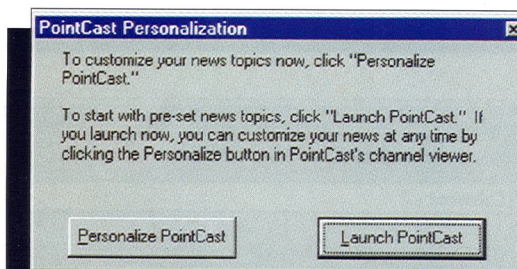 PointCast Personalization
To customize your news topics now, click "Personalize
PointCast."
To start with pre-set news topics, click "Launch PointCast." If
you launch now, you can customize your news at any time by
clicking the Personalize button in PointCast's channel viewer.
Personalize PointCast
Launch PointCast